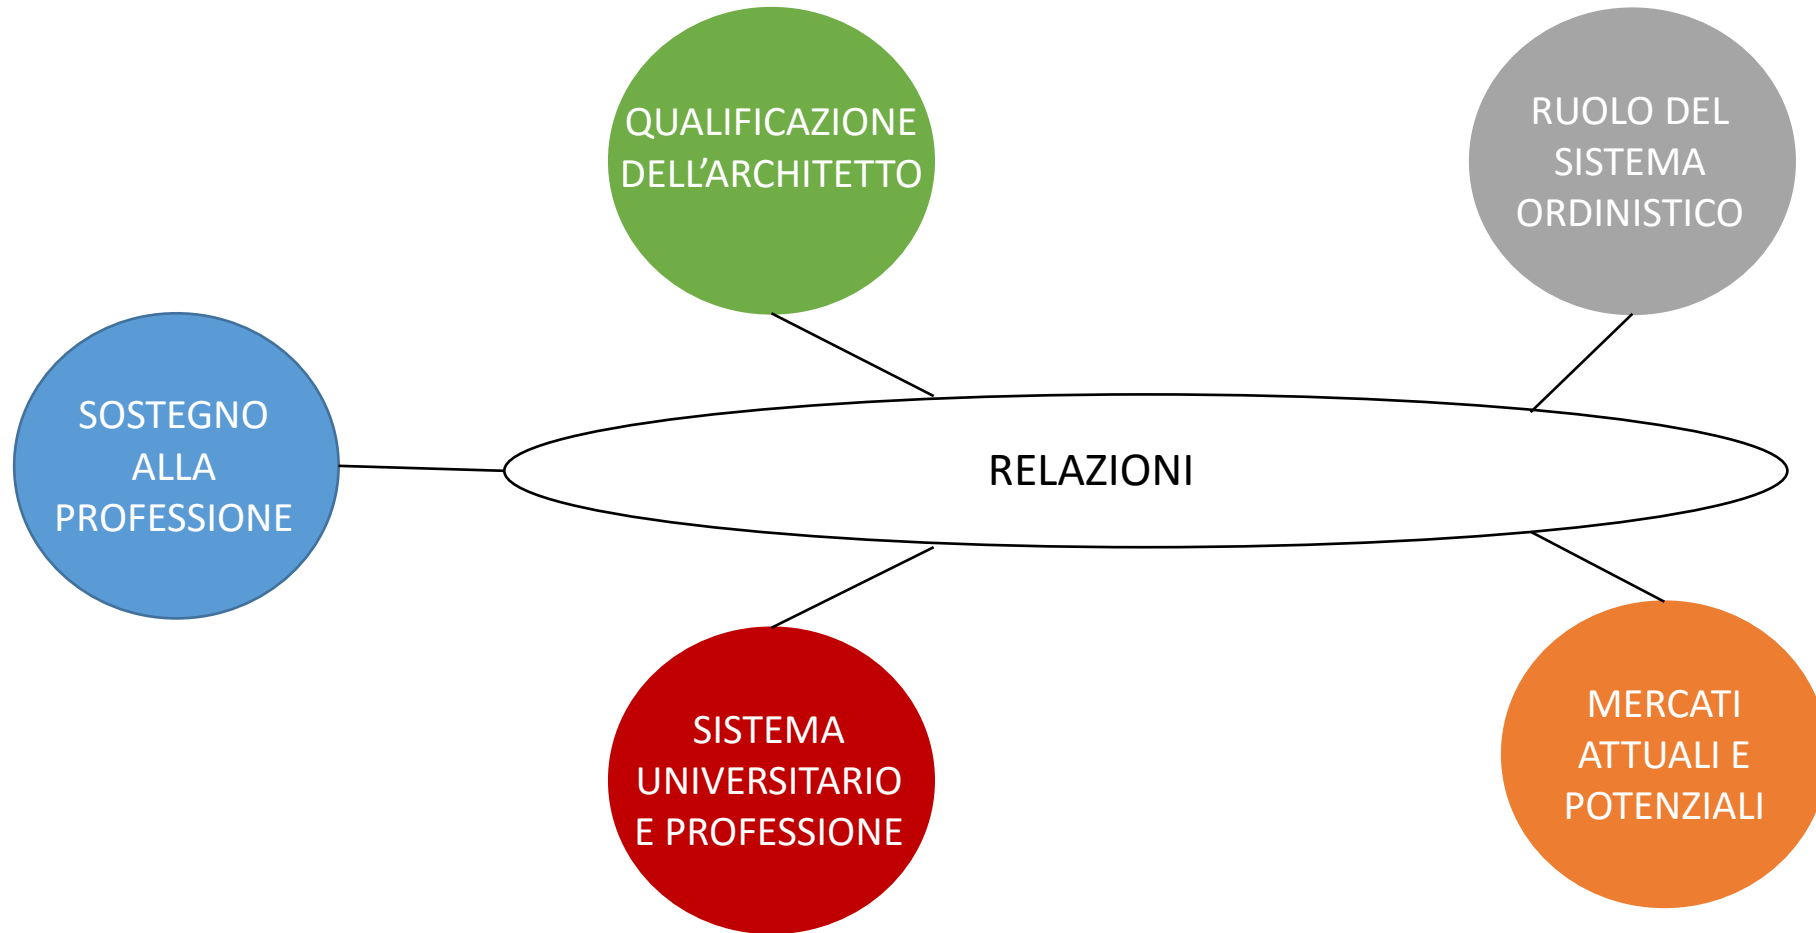 QUALIFICAZIONE
DELL’ARCHITETTO
RUOLO DEL
SISTEMA
ORDINISTICO
SOSTEGNO
ALLA
PROFESSIONE
RELAZIONI
SISTEMA
UNIVERSITARIO
E PROFESSIONE
MERCATI
ATTUALI E
POTENZIALI